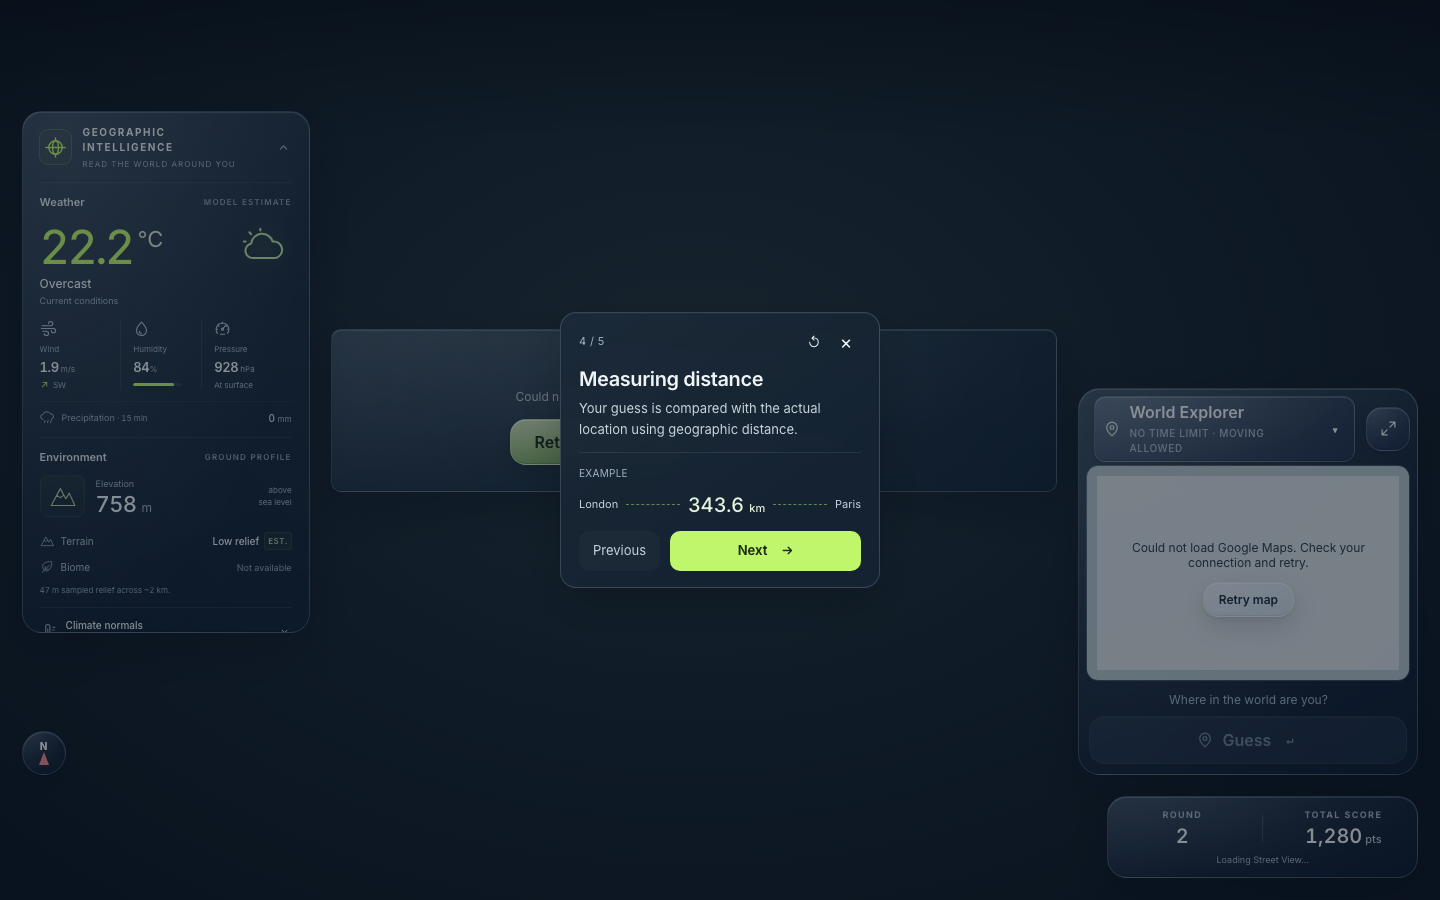 GEOGRAPHIC
INTELLIGENCE
READ THE WORLD AROUND YOU
Weather
MODEL ESTIMATE
22.2 °C
Overcast
Current conditions
Wind
1.9 m/s
SW
Humidity
84%
Pressure
928 hPa
At surface
Precipitation · 15 min
0 mm
Environment
GROUND PROFILE
Elevation
758 m
above
sea level
Terrain
Low relief EST.
Biome
Not available
47 m sampled relief across ~2 km.
Climate normals
N
Could n
Ret
4 / 5
Measuring distance
Your guess is compared with the actual
location using geographic distance.
EXAMPLE
London 343.6 km Paris
Previous
Next →
World Explorer
NO TIME LIMIT · MOVING
ALLOWED
Could not load Google Maps. Check your
connection and retry.
Retry map
Where in the world are you?
Guess ↵
ROUND
2
TOTAL SCORE
1,280 pts
Loading Street View...